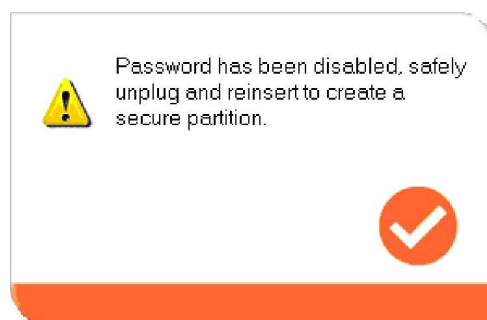 Password has been disabled, safely
unplug and reinsert to create a
secure partition.